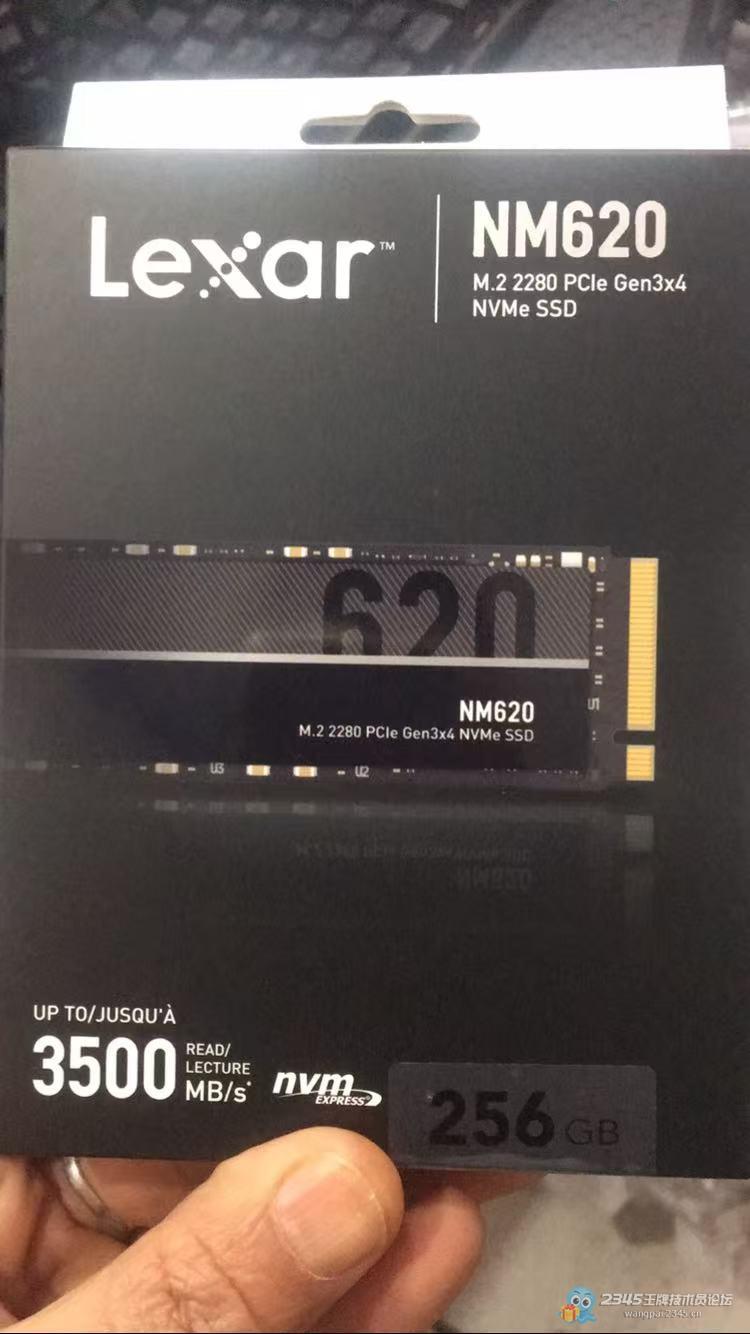 Lexar™
NM620
M.2 2280 PCIe Gen3x4
NVMe SSD
620
U1
NM620
M.2 2280 PCIe Gen3x4 NVMe SSD
U3
U2
UP TO/JUSQU'À
3500
READ/
LECTURE
MB/s*
nvm
EXPRESS®
256 GB
2345王牌技术员论坛
wangpai.2345.cn